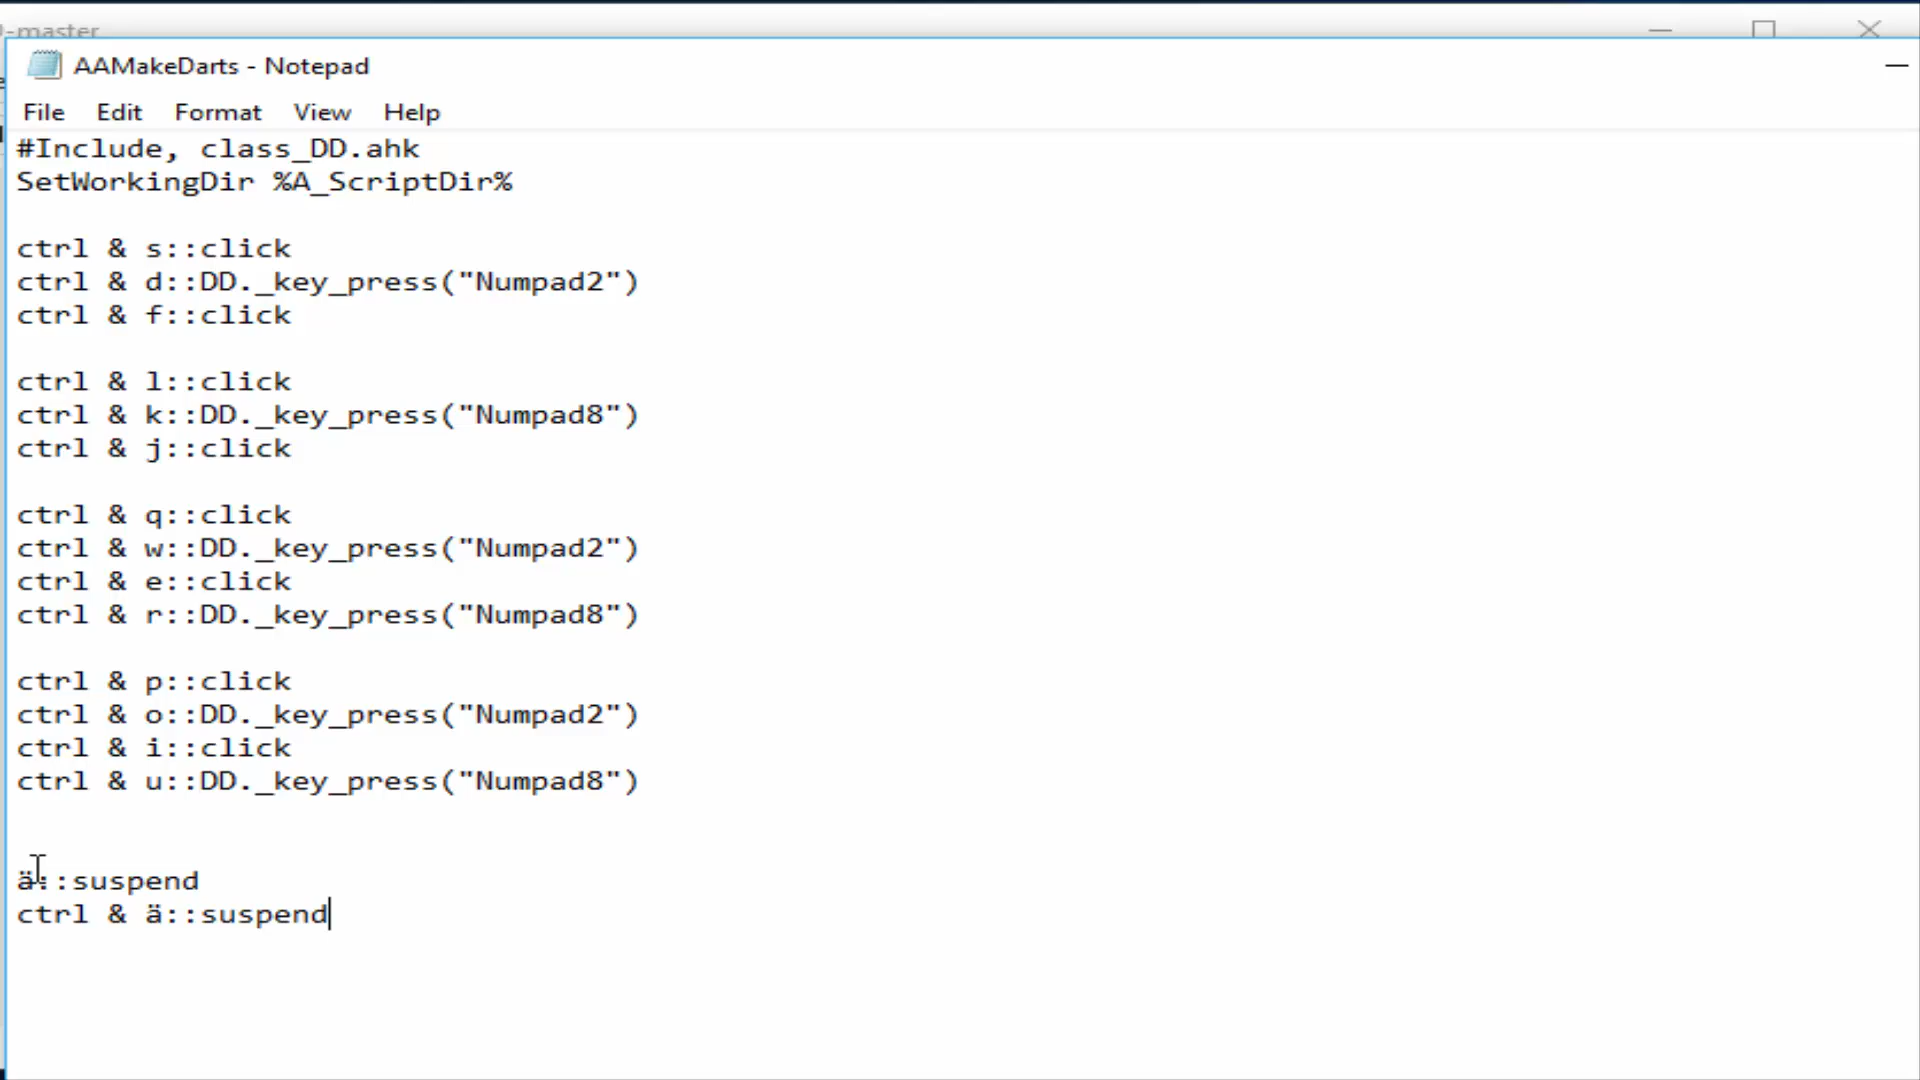 -master
AAMakeDarts - Notepad
File Edit Format View Help
#Include, class_DD.ahk
SetWorkingDir %A_ScriptDir%
ctrl & s::click
ctrl & d::DD._key_press("Numpad2")
ctrl & f::click
ctrl & l::click
ctrl & k::DD._key_press("Numpad8")
ctrl & j::click
ctrl & q::click
ctrl & w::DD._key_press("Numpad2")
ctrl & e::click
ctrl & r::DD._key_press("Numpad8")
ctrl & p::click
ctrl & o::DD._key_press("Numpad2")
ctrl & i::click
ctrl & u::DD._key_press("Numpad8")
ä::suspend
ctrl & ä::suspend